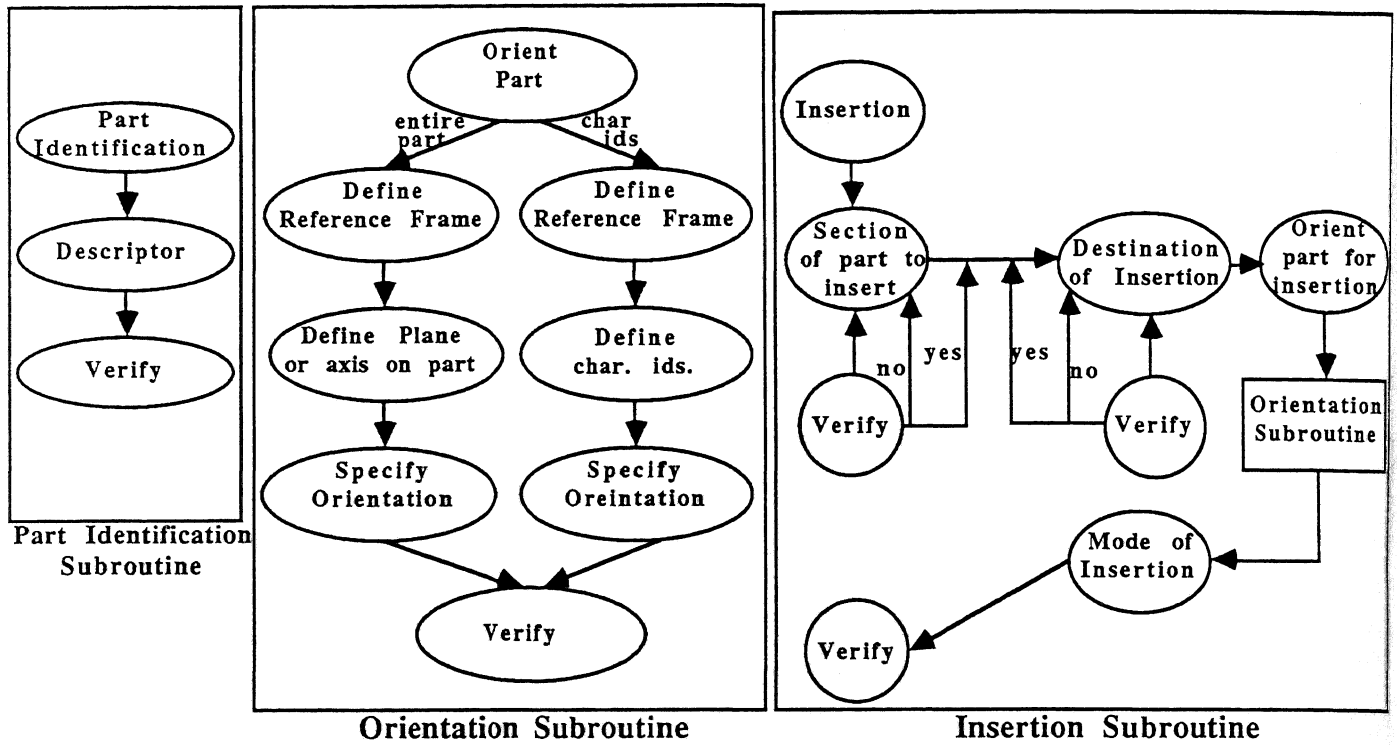 Part
Identification
Descriptor
Verify
Part Identification
Subroutine
Orient
Part
entire
part
char
ids
Define
Reference Frame
Define
Reference Frame
Define Plane
or axis on part
Define
char. ids.
Specify
Orientation
Specify
Oreintation
Verify
Orientation Subroutine
Insertion
Section
of part to
insert
Destination
of Insertion
Orient
part for
insertion
no
yes
yes
no
Verify
Verify
Orientation
Subroutine
Mode of
Insertion
Verify
Insertion Subroutine